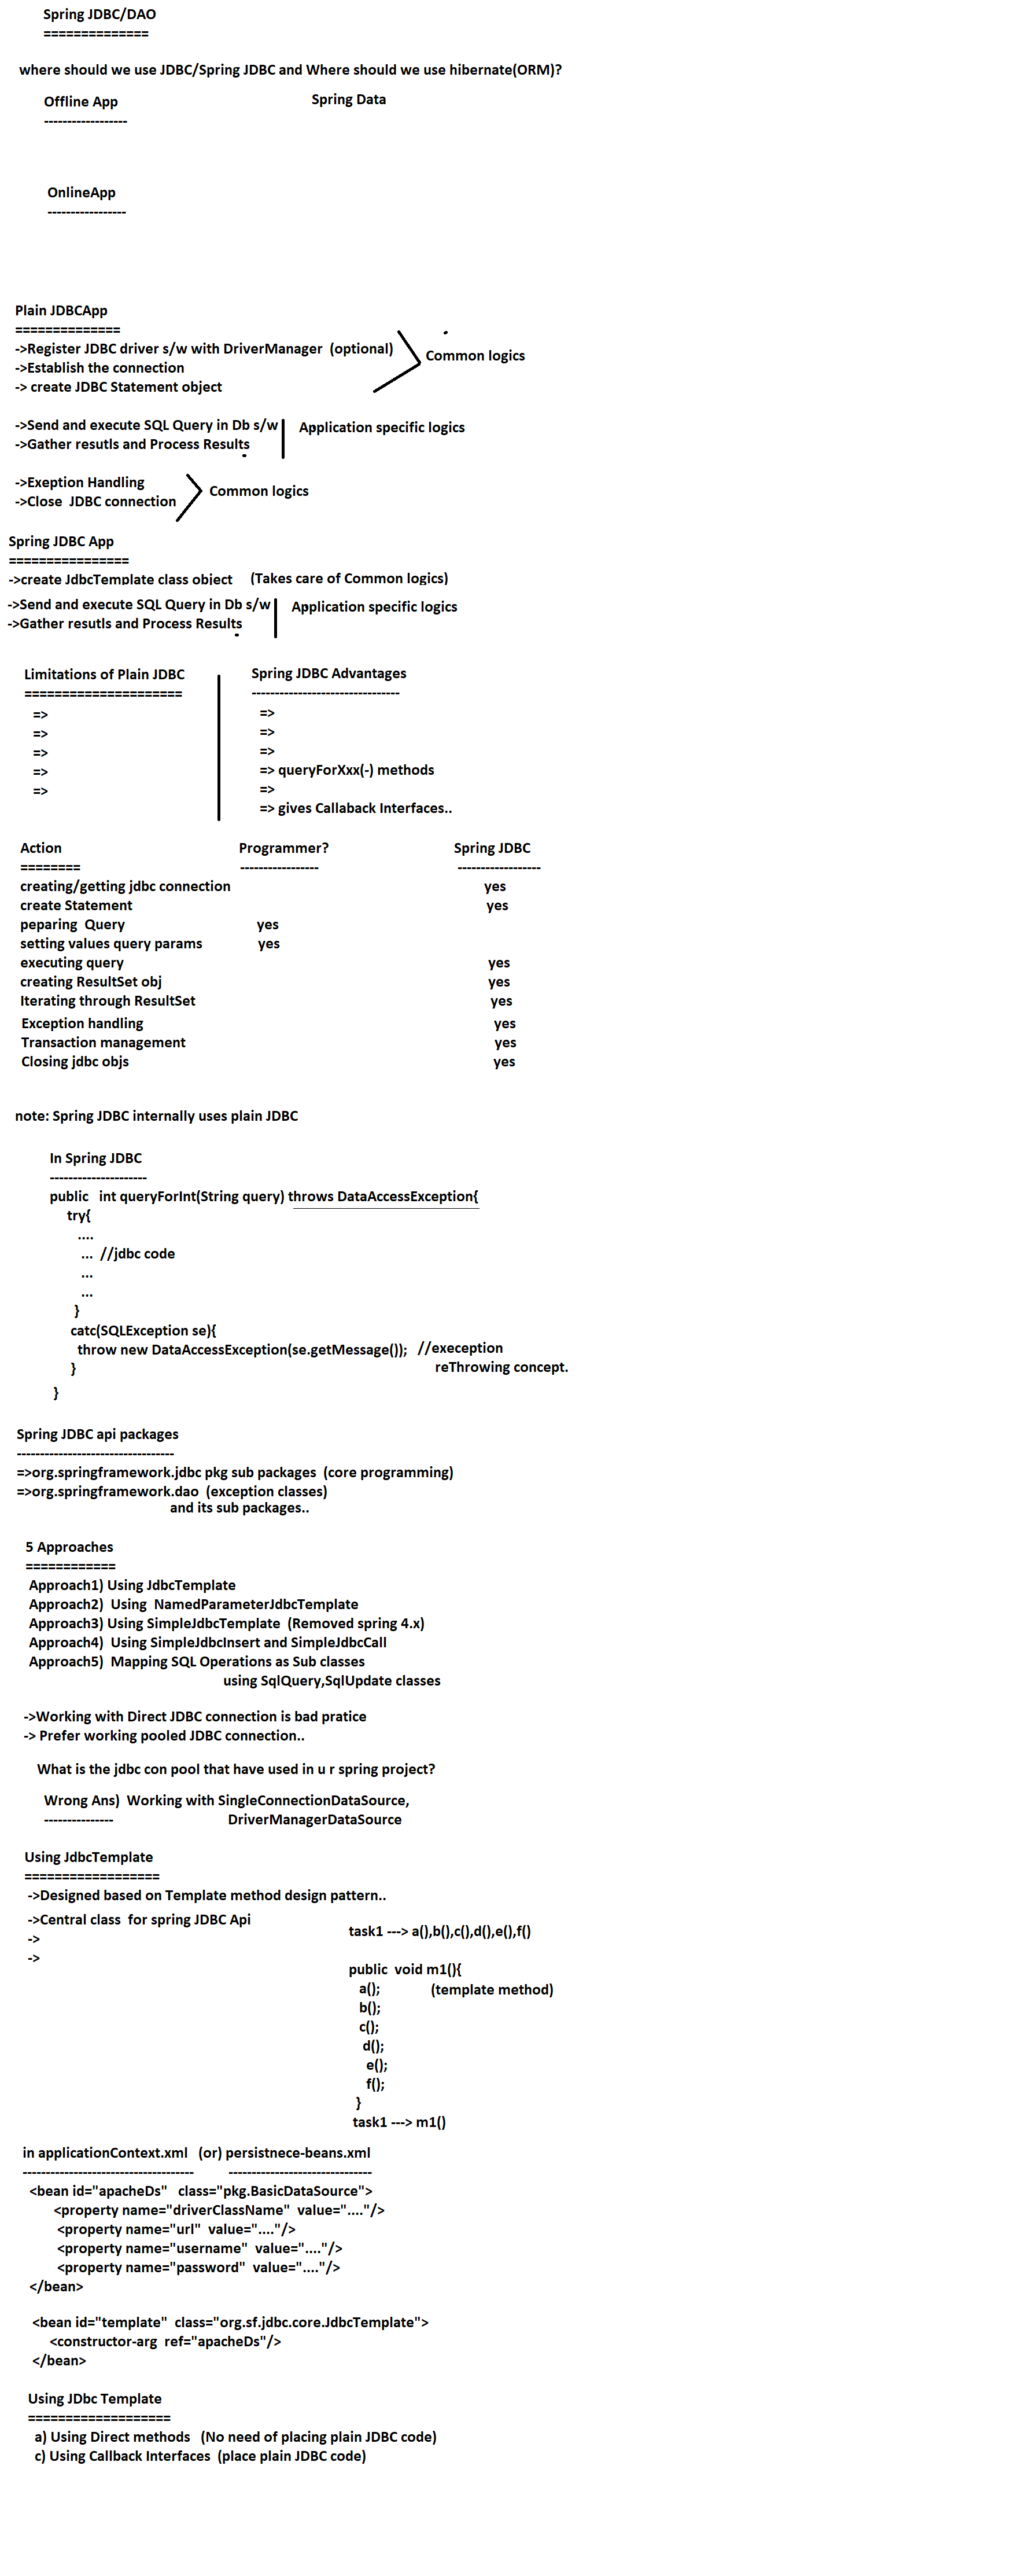 Spring JDBC/DAO
==============
where should we use JDBC/Spring JDBC and Where should we use hibernate(ORM)?
Offline App
------------------
Spring Data
OnlineApp
-----------------
Plain JDBCApp
==============
->Register JDBC driver s/w with DriverManager (optional)
->Establish the connection
-> create JDBC Statement object
Common logics
->Send and execute SQL Query in Db s/w
->Gather resutls and Process Results
Application specific logics
->Exeption Handling
->Close JDBC connection
Common logics
Spring JDBC App
================
->create JdbcTemplate class object (Takes care of Common logics)
->Send and execute SQL Query in Db s/w
->Gather resutls and Process Results
Application specific logics
Limitations of Plain JDBC
=====================
=>
=>
=>
=>
=>
Spring JDBC Advantages
--------------------------------
=>
=>
=>
=> queryForXxx(-) methods
=>
=> gives Callaback Interfaces..
Action Programmer? Spring JDBC
======== ----------------- ------------------
creating/getting jdbc connection yes
create Statement yes
peparing Query yes
setting values query params yes
executing query yes
creating ResultSet obj yes
Iterating through ResultSet yes
Exception handling yes
Transaction management yes
Closing jdbc objs yes
note: Spring JDBC internally uses plain JDBC
In Spring JDBC
---------------------
public int queryForInt(String query) throws DataAccessException{
try{
....
... //jdbc code
...
...
}
catc(SQLException se){
throw new DataAccessException(se.getMessage()); //exeception
reThrowing concept.
}
}
Spring JDBC api packages
----------------------------------
=>org.springframework.jdbc pkg sub packages (core programming)
=>org.springframework.dao (exception classes)
and its sub packages..
5 Approaches
============
Approach1) Using JdbcTemplate
Approach2) Using NamedParameterJdbcTemplate
Approach3) Using SimpleJdbcTemplate (Removed spring 4.x)
Approach4) Using SimpleJdbcInsert and SimpleJdbcCall
Approach5) Mapping SQL Operations as Sub classes
using SqlQuery,SqlUpdate classes
->Working with Direct JDBC connection is bad pratice
-> Prefer working pooled JDBC connection..
What is the jdbc con pool that have used in u r spring project?
Wrong Ans) Working with SingleConnectionDataSource,
---------------
DriverManagerDataSource
Using JdbcTemplate
==================
->Designed based on Template method design pattern..
->Central class for spring JDBC Api
->
->
task1 ---> a(),b(),c(),d(),e(),f()
public void m1(){
a(); (template method)
b();
c();
d();
e();
f();
}
task1 ---> m1()
in applicationContext.xml (or) persistnece-beans.xml
------------------------------------- -------------------------------
<bean id="apacheDs" class="pkg.BasicDataSource">
<property name="driverClassName" value="...."/>
<property name="url" value="...."/>
<property name="username" value="...."/>
<property name="password" value="...."/>
</bean>
<bean id="template" class="org.sf.jdbc.core.JdbcTemplate">
<constructor-arg ref="apacheDs"/>
</bean>
Using JDbc Template
===================
a) Using Direct methods (No need of placing plain JDBC code)
c) Using Callback Interfaces (place plain JDBC code)